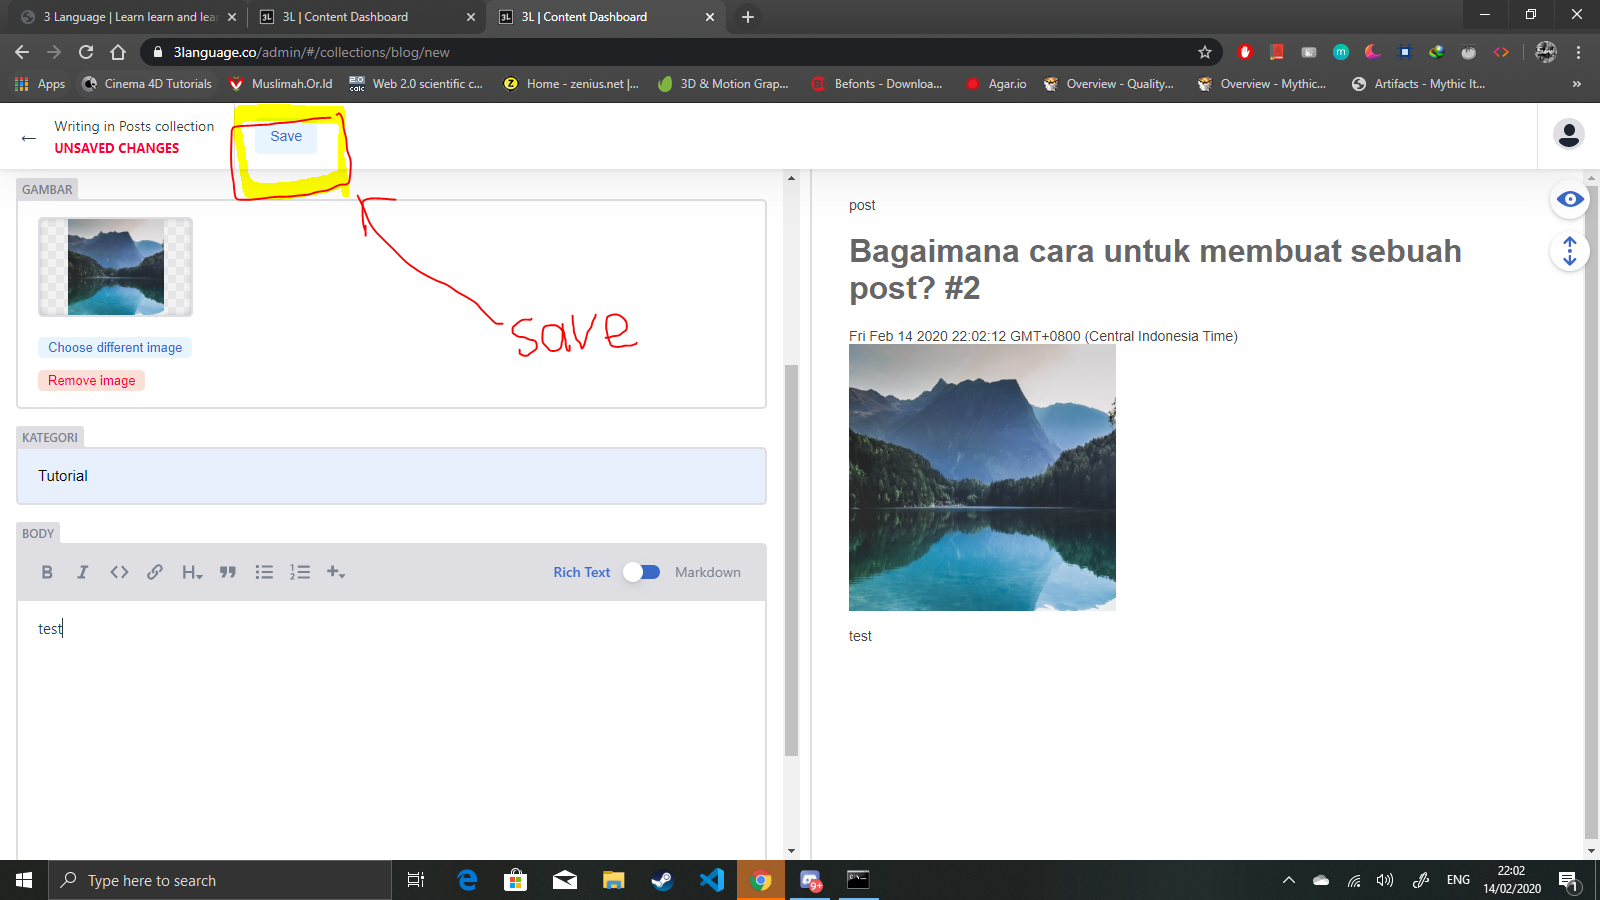 3 Language | Learn learn and lear
3L | Content Dashboard
3L | Content Dashboard
3language.co/admin/#/collections/blog/new
Apps
Cinema 4D Tutorials
Muslimah.Or.Id
Web 2.0 scientific c...
Home - zenius.net |...
3D & Motion Grap...
Befonts - Downloa...
Agar.io
Overview - Quality...
Overview - Mythic...
Artifacts - Mythic It...
»
Writing in Posts collection
UNSAVED CHANGES
Save
save
GAMBAR
Choose different image
Remove image
KATEGORI
Tutorial
BODY
Rich Text
Markdown
test
post
Bagaimana cara untuk membuat sebuah
post? #2
Fri Feb 14 2020 22:02:12 GMT+0800 (Central Indonesia Time)
test
Type here to search
9+
ENG
22:02
14/02/2020
1